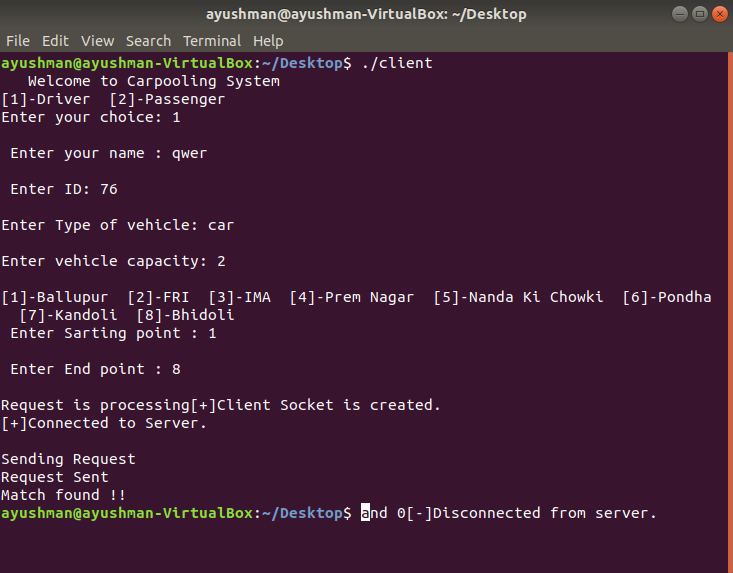 ayushman@ayushman-VirtualBox: ~/Desktop
File Edit View Search Terminal Help
ayushman@ayushman-VirtualBox:~/Desktop$ ./client
Welcome to Carpooling System
[1]-Driver [2]-Passenger
Enter your choice: 1
Enter your name : qwer
Enter ID: 76
Enter Type of vehicle: car
Enter vehicle capacity: 2
[1]-Ballupur [2]-FRI [3]-IMA [4]-Prem Nagar [5]-Nanda Ki Chowki [6]-Pondha
[7]-Kandoli [8]-Bhidoli
Enter Sarting point : 1
Enter End point : 8
Request is processing[+]Client Socket is created.
[+]Connected to Server.
Sending Request
Request Sent
Match found !!
ayushman@ayushman-VirtualBox:~/Desktop$ and 0[-]Disconnected from server.